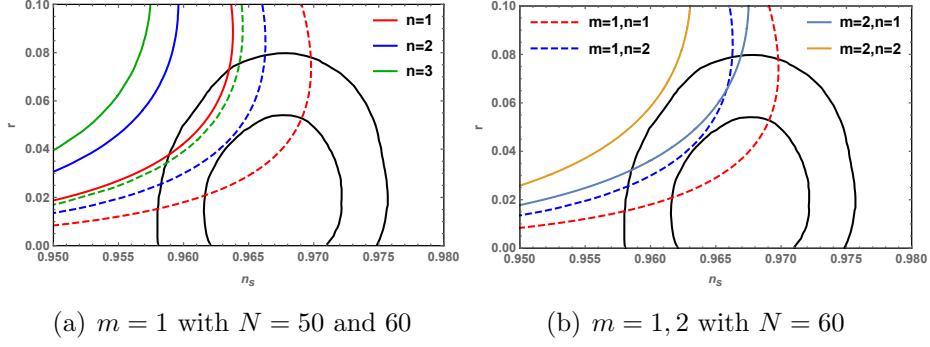 0.10
0.08
0.06
0.04
0.02
0.00
r
0.950 0.955 0.960 0.965 0.970 0.975 0.980
n_s
n=1
n=2
n=3
(a) m = 1 with N = 50 and 60
0.10
0.08
0.06
0.04
0.02
0.00
r
0.950 0.955 0.960 0.965 0.970 0.975 0.980
n_s
m=1,n=1 m=2,n=1
m=1,n=2 m=2,n=2
(b) m = 1, 2 with N = 60